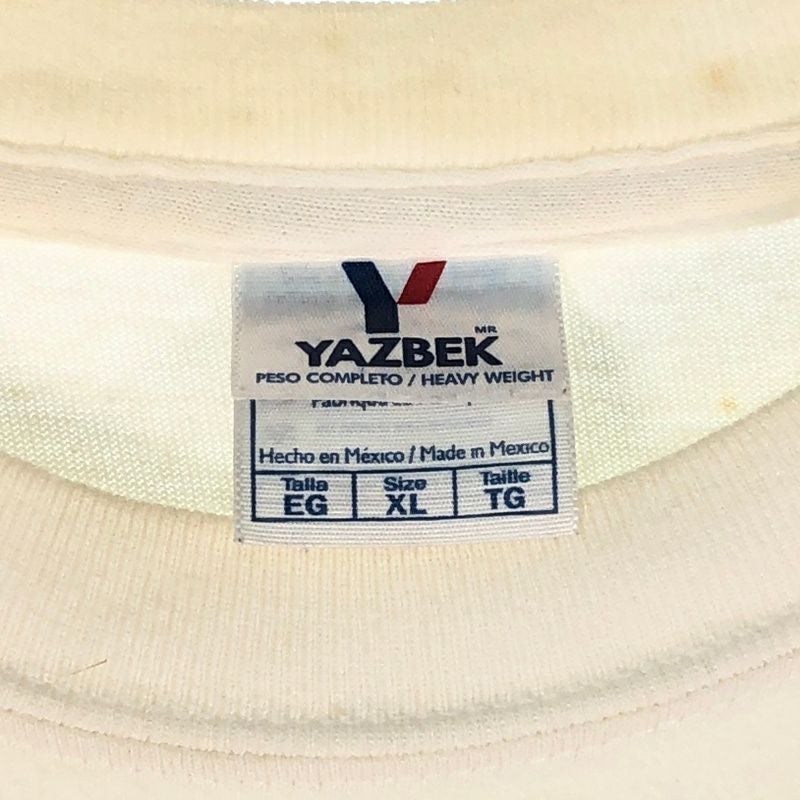 Y
MR
YAZBEK
PESO COMPLETO / HEAVY WEIGHT
Hecho en México / Made in Mexico
Talla Size Taille
EG XL TG